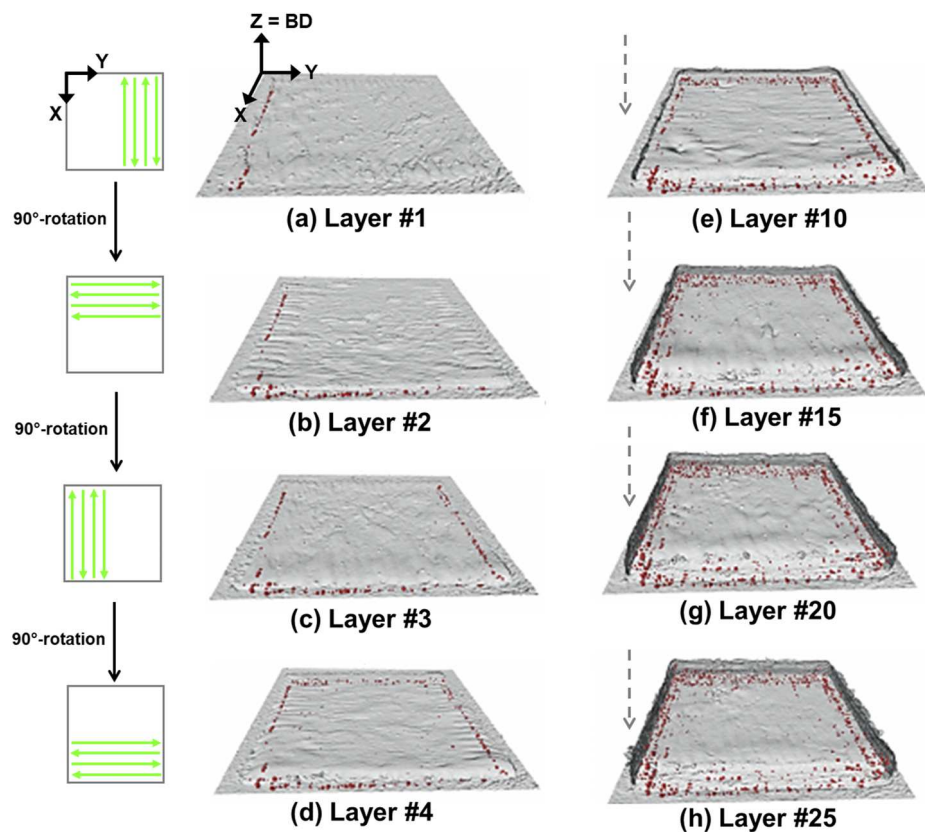 Z = BD
Y
X
Y
X
(a) Layer #1
90°-rotation
(b) Layer #2
90°-rotation
(c) Layer #3
90°-rotation
(d) Layer #4
(e) Layer #10
(f) Layer #15
(g) Layer #20
(h) Layer #25